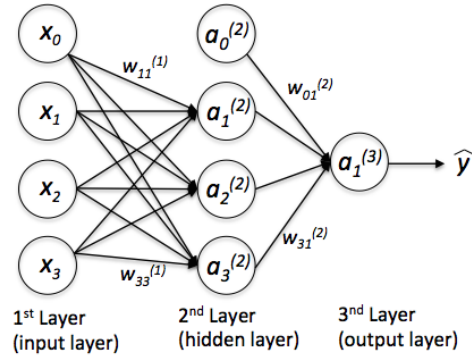 x₀
a₀⁽²⁾
w₁₁⁽¹⁾
w₀₁⁽²⁾
x₁
a₁⁽²⁾
a₁⁽³⁾
ŷ
x₂
a₂⁽²⁾
w₃₁⁽²⁾
x₃
a₃⁽²⁾
w₃₃⁽¹⁾
1ˢᵗ Layer
(input layer)
2ⁿᵈ Layer
(hidden layer)
3ʳᵈ Layer
(output layer)